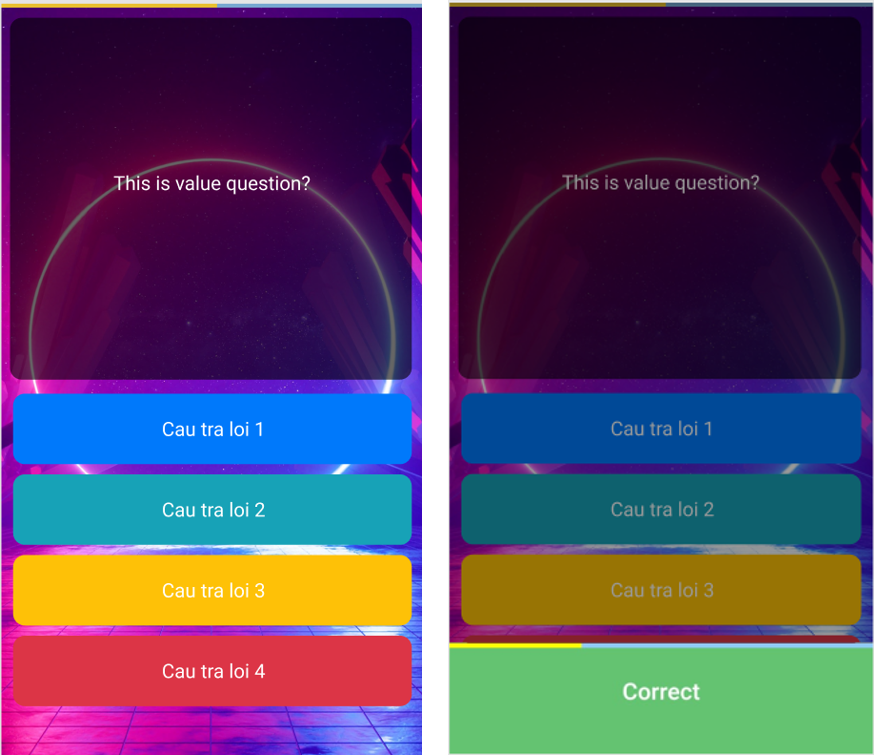 This is value question?
Cau tra loi 1
Cau tra loi 2
Cau tra loi 3
Cau tra loi 4
This is value question?
Cau tra loi 1
Cau tra loi 2
Cau tra loi 3
Correct